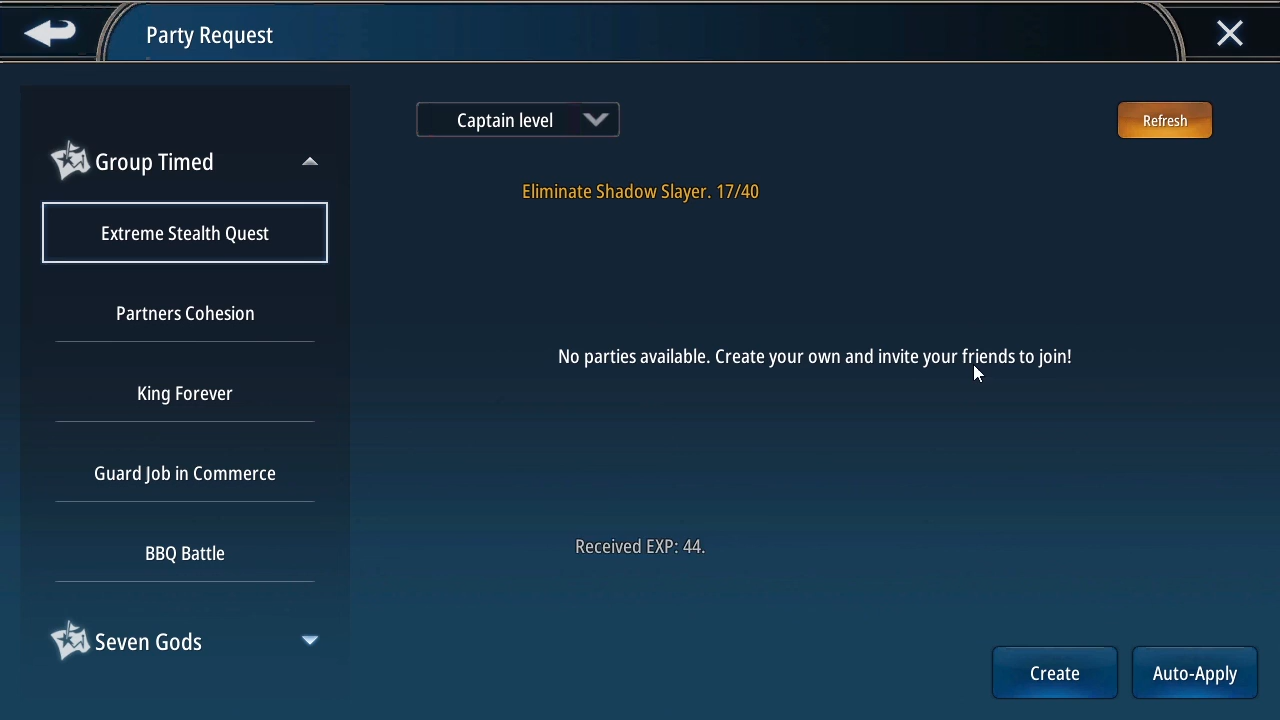 Party Request
Captain level
Refresh
Group Timed
Eliminate Shadow Slayer. 17/40
Extreme Stealth Quest
Partners Cohesion
No parties available. Create your own and invite your friends to join!
King Forever
Guard Job in Commerce
BBQ Battle
Received EXP: 44.
Seven Gods
Create
Auto-Apply